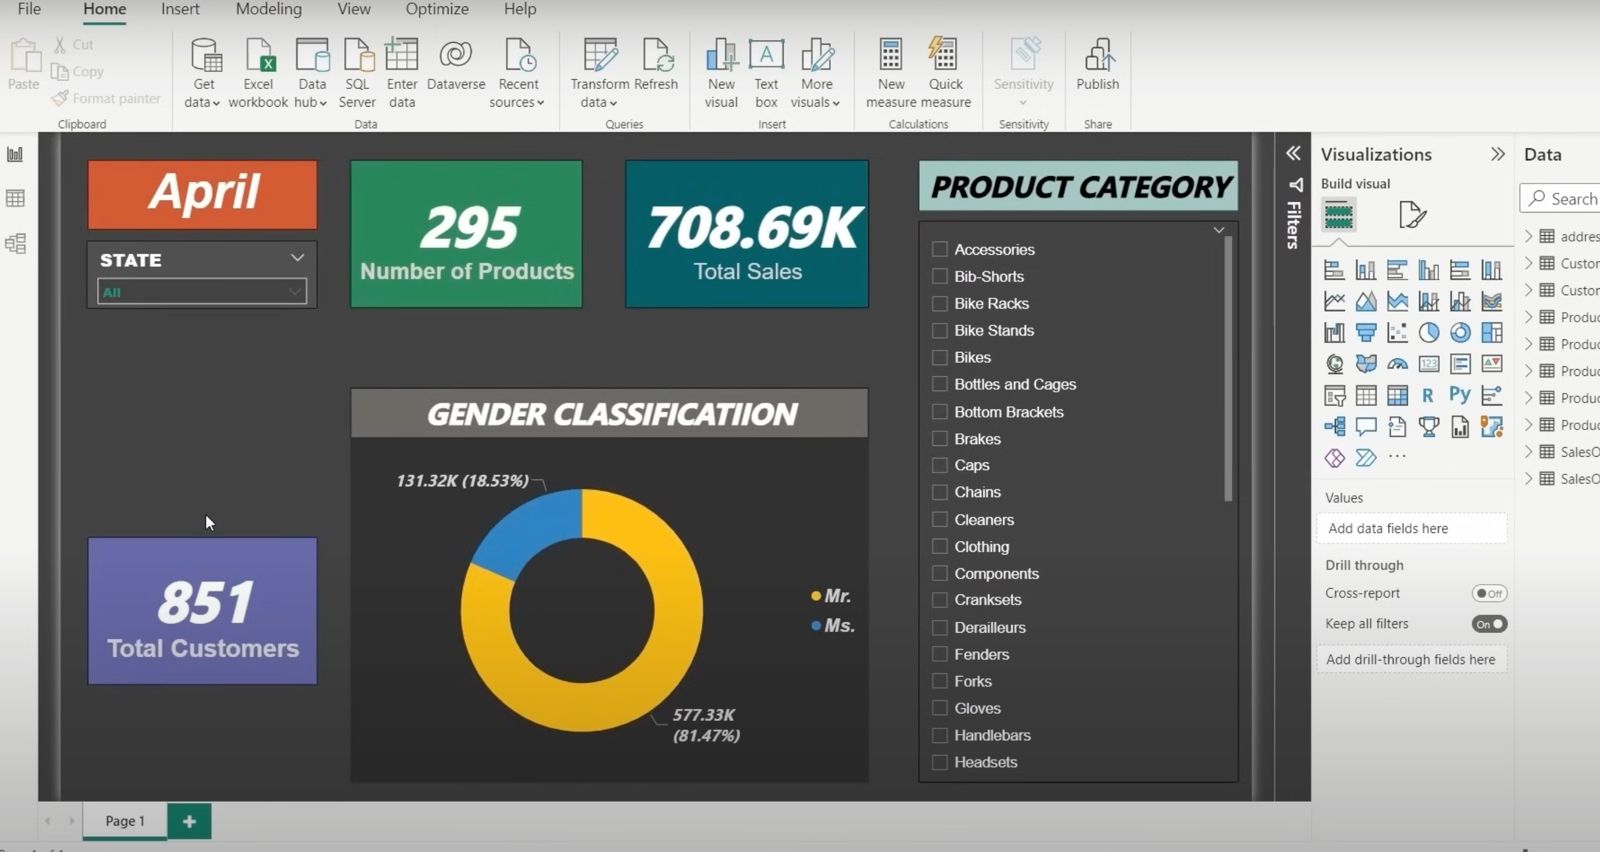 File Home Insert Modeling View Optimize Help
Paste
Cut
Copy
Format painter
Clipboard
Get data
Excel workbook
Data hub
SQL Server
Enter data
Dataverse
Recent sources
Data
Transform data
Refresh
Queries
New visual
Text box
More visuals
Insert
New measure
Quick measure
Calculations
Sensitivity
Sensitivity
Publish
Share
April
STATE
All
295
Number of Products
708.69K
Total Sales
851
Total Customers
GENDER CLASSIFICATIION
131.32K (18.53%)
577.33K
(81.47%)
Mr.
Ms.
PRODUCT CATEGORY
Accessories
Bib-Shorts
Bike Racks
Bike Stands
Bikes
Bottles and Cages
Bottom Brackets
Brakes
Caps
Chains
Cleaners
Clothing
Components
Cranksets
Derailleurs
Fenders
Forks
Gloves
Handlebars
Headsets
Filters
Visualizations
Build visual
123
R
Py
...
Values
Add data fields here
Drill through
Cross-report
Off
Keep all filters
On
Add drill-through fields here
Data
Search
addres
Custor
Custor
Produc
Produc
Produc
Produc
Produc
SalesO
SalesO
Page 1